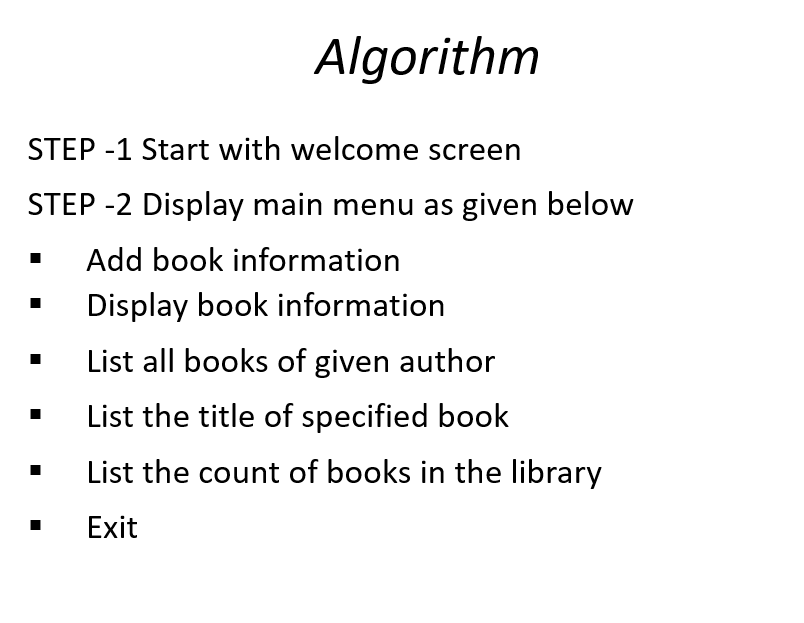 Algorithm
STEP -1 Start with welcome screen
STEP -2 Display main menu as given below
▪ Add book information
▪ Display book information
▪ List all books of given author
▪ List the title of specified book
▪ List the count of books in the library
▪ Exit